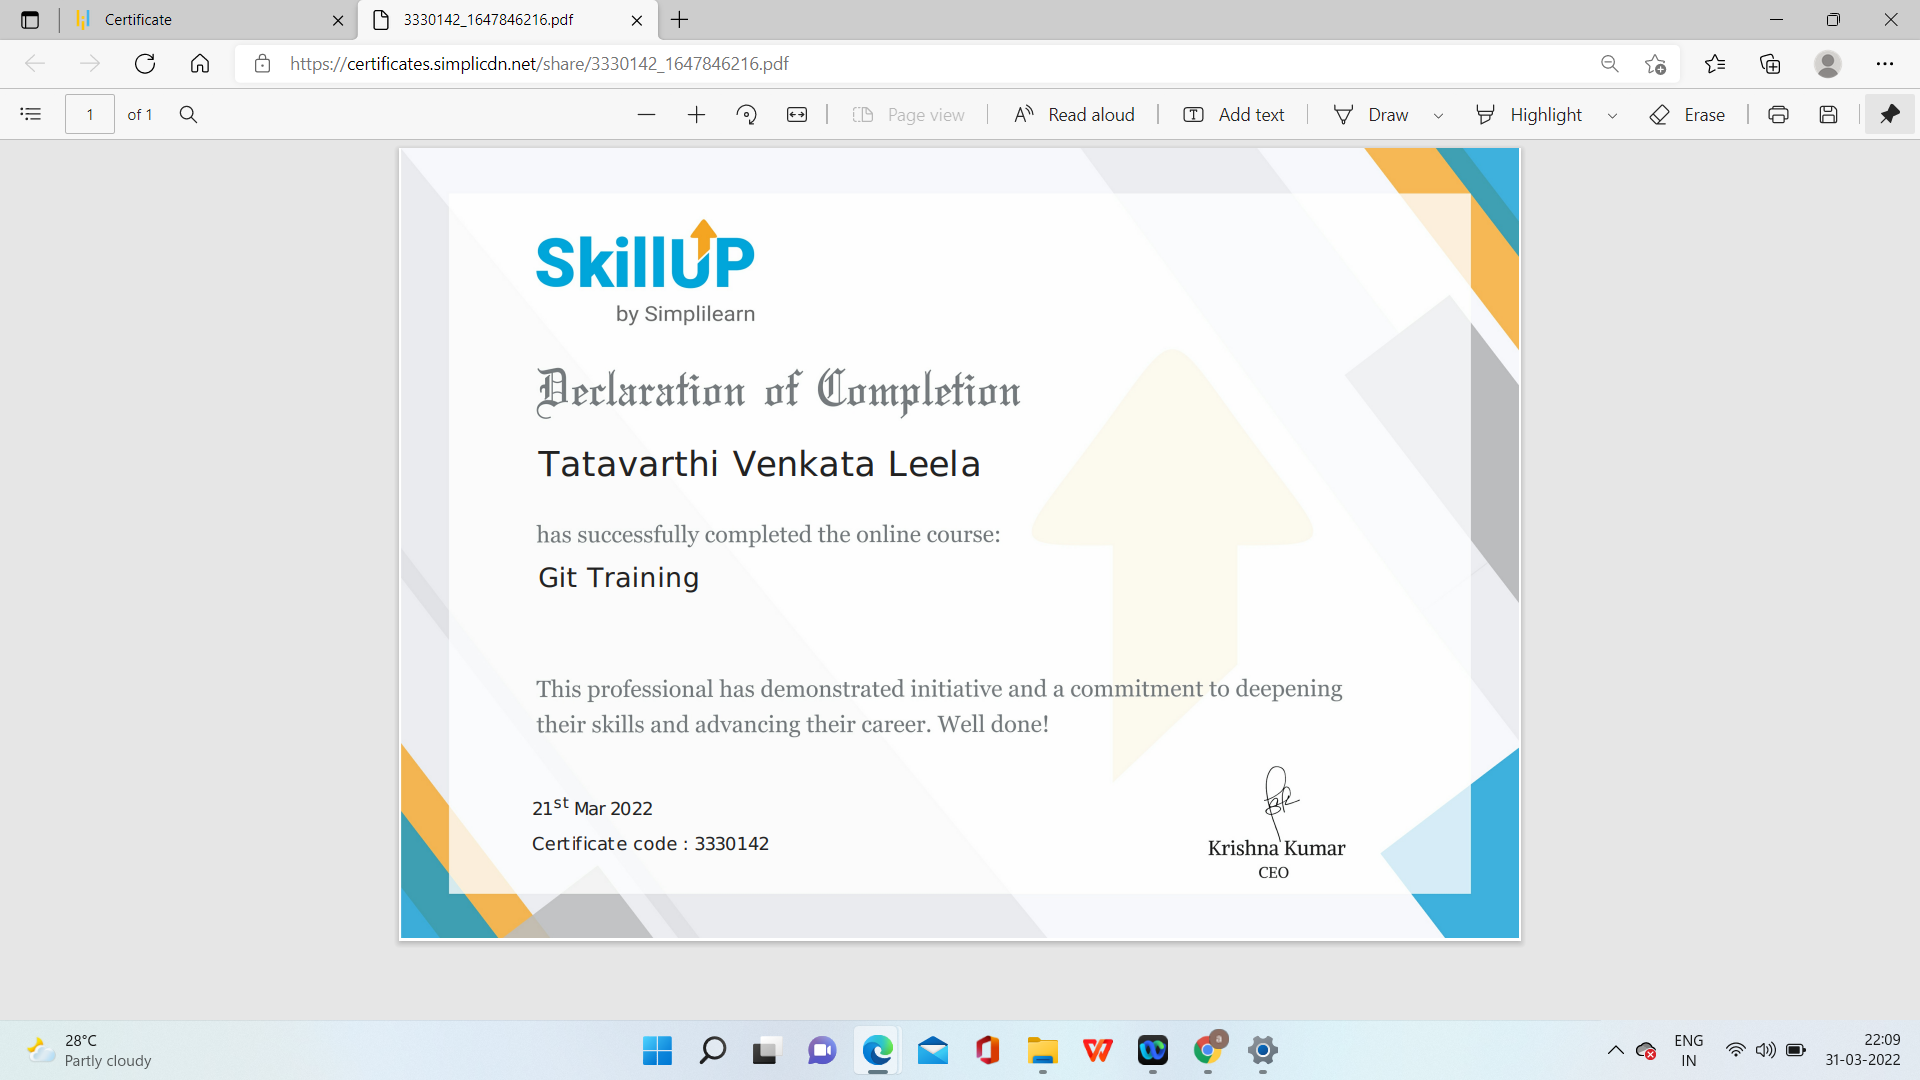 Certificate
3330142_1647846216.pdf
https://certificates.simplicdn.net/share/3330142_1647846216.pdf
1 of 1
Page view
Read aloud
Add text
Draw
Highlight
Erase
SkillUP
by Simplilearn
Declaration of Completion
Tatavarthi Venkata Leela
has successfully completed the online course:
Git Training
This professional has demonstrated initiative and a commitment to deepening
their skills and advancing their career. Well done!
21st Mar 2022
Certificate code : 3330142
Krishna Kumar
CEO
28°C
Partly cloudy
a
ENG
IN
22:09
31-03-2022